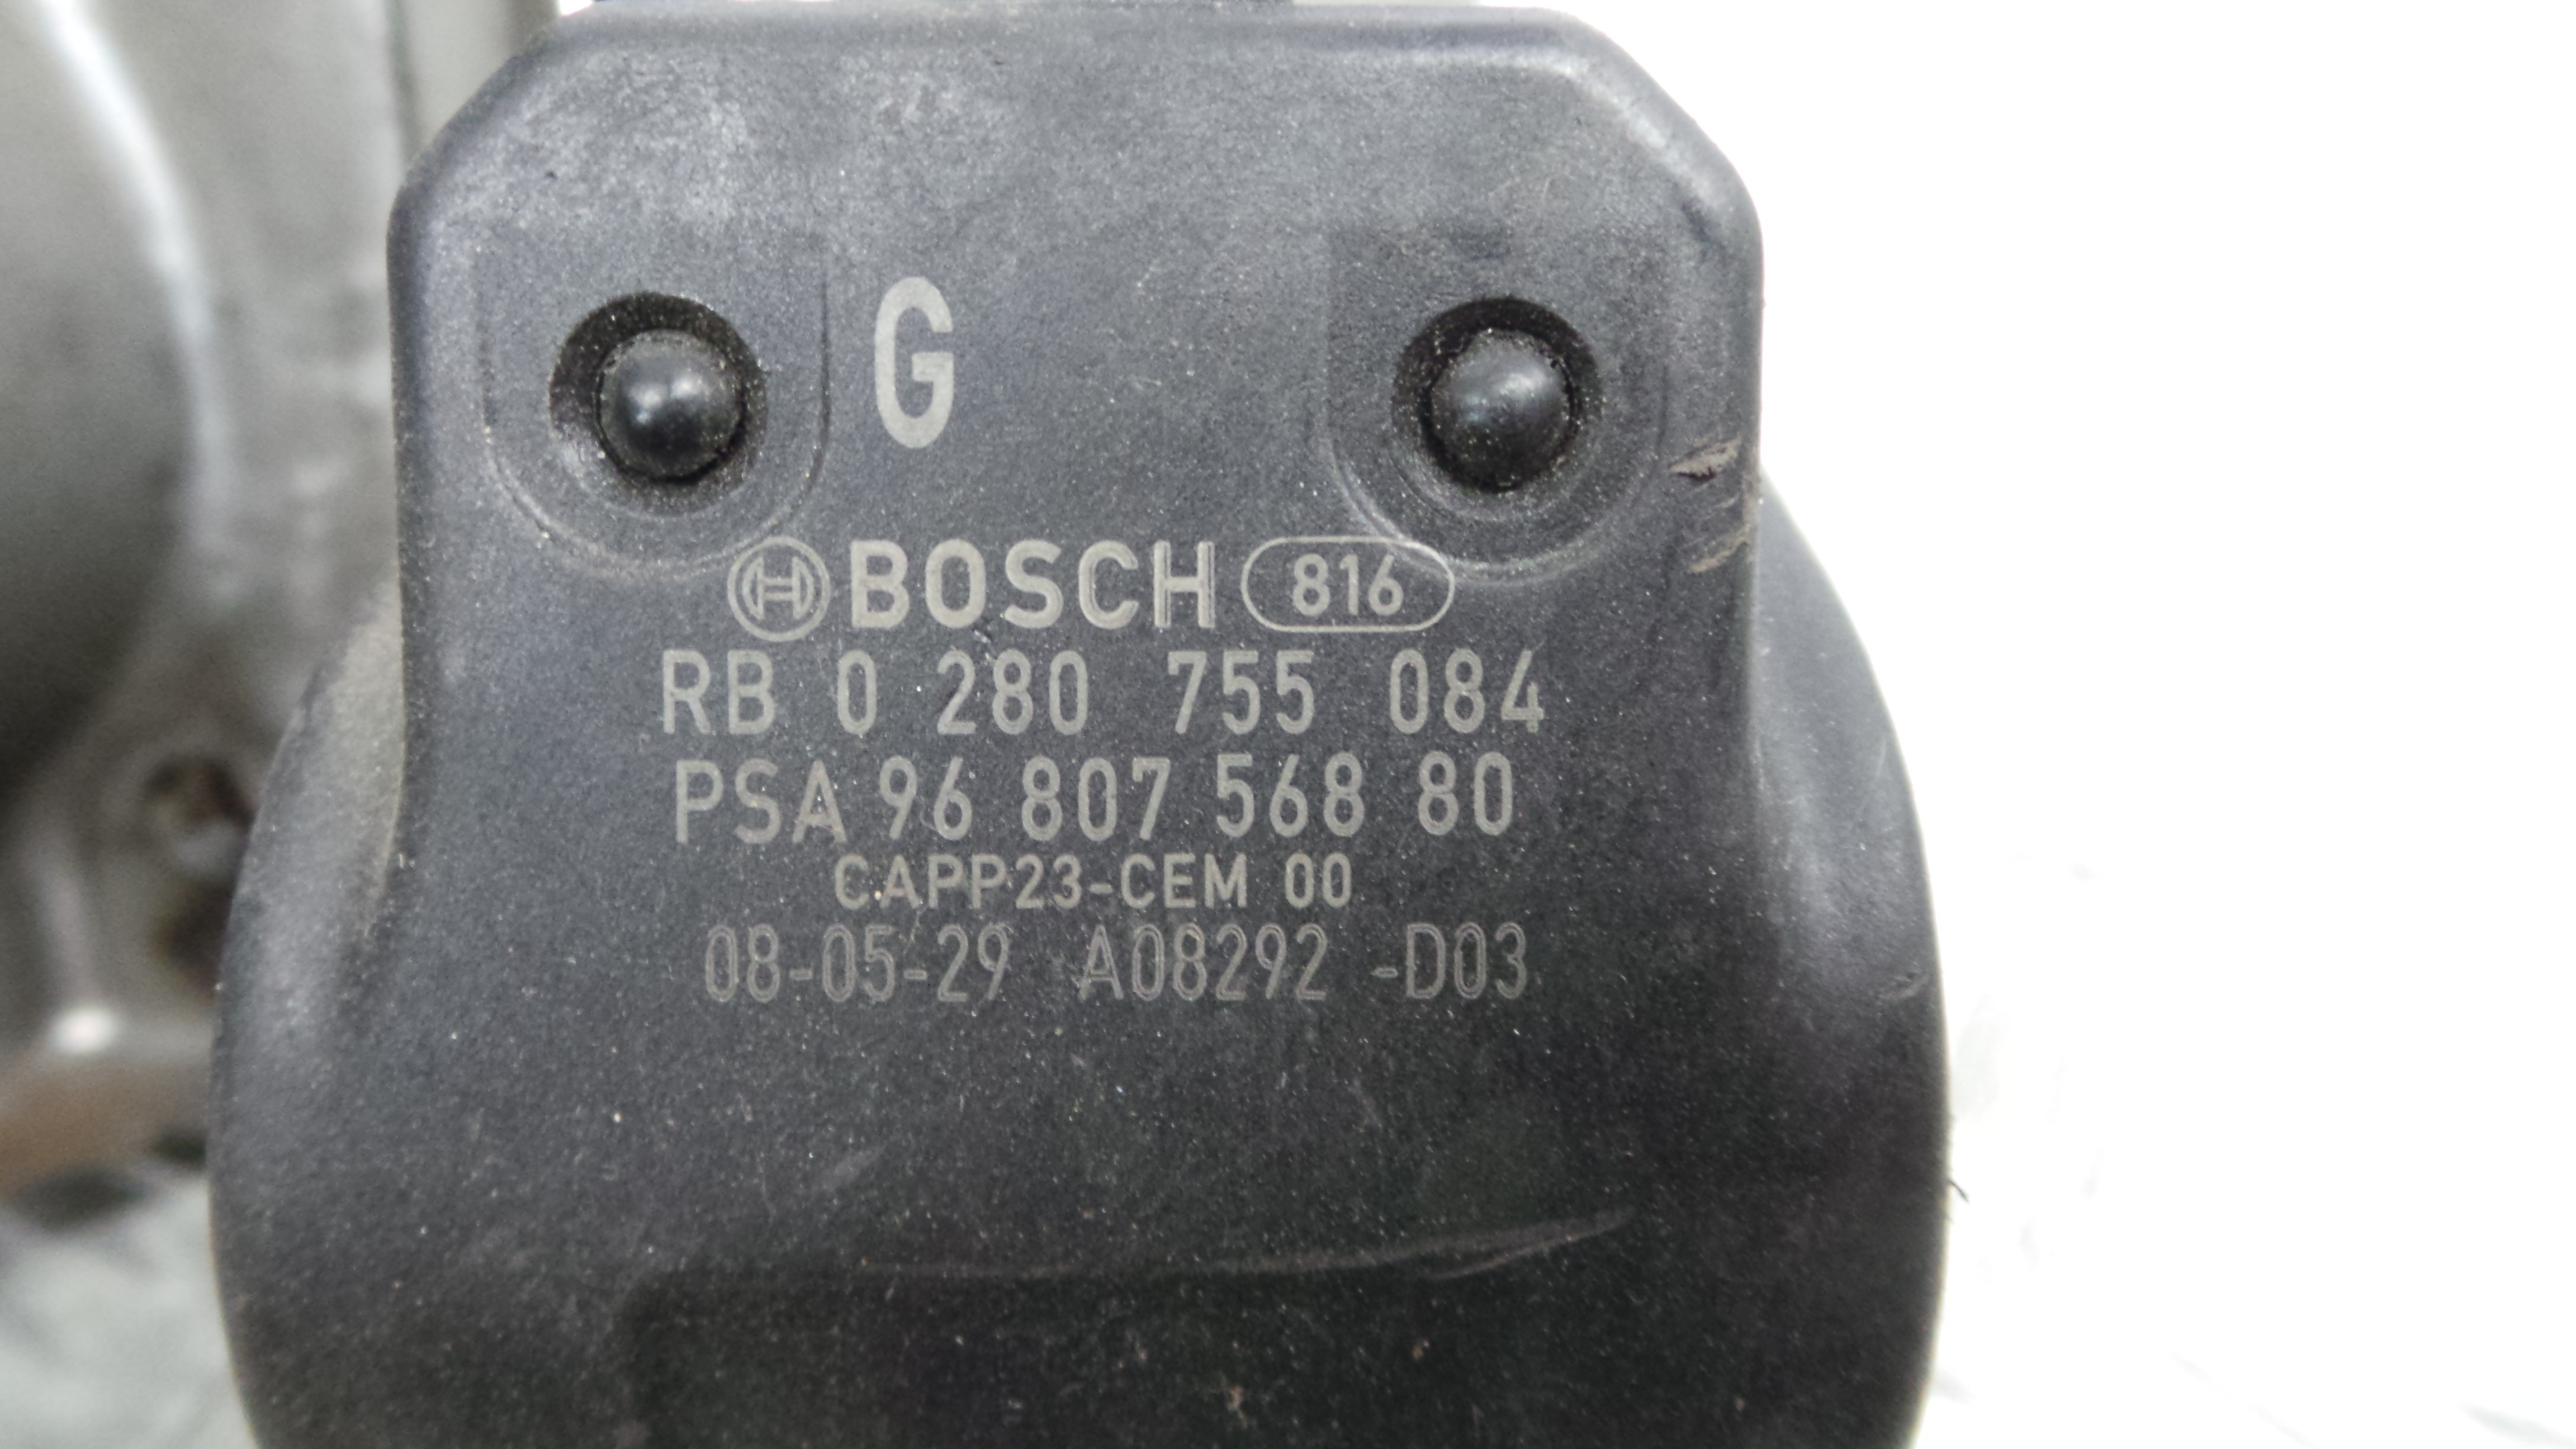 G
BOSCH 816
RB 0 280 755 084
PSA 96 807 568 80
CAPP23-CEM 00
08-05-29 A08292 -D03